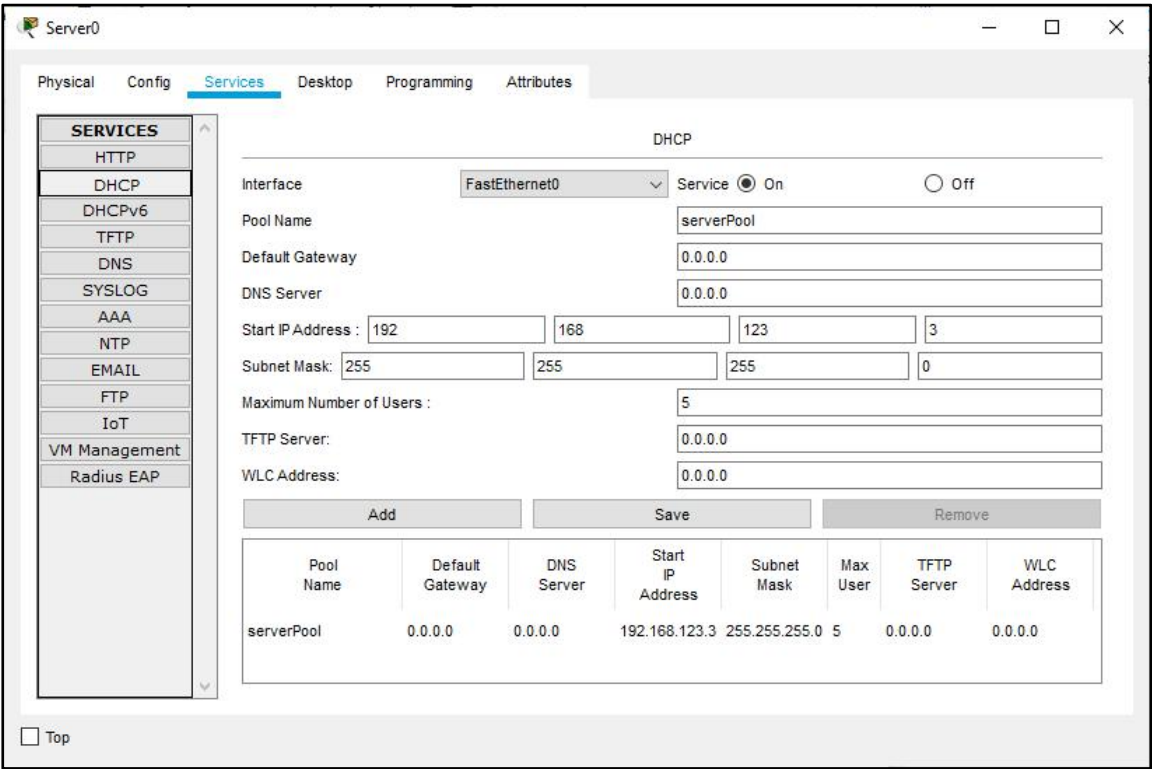 Server0
Physical Config Services Desktop Programming Attributes
SERVICES
HTTP
DHCP
DHCPv6
TFTP
DNS
SYSLOG
AAA
NTP
EMAIL
FTP
IoT
VM Management
Radius EAP
DHCP
Interface FastEthernet0 Service On Off
Pool Name serverPool
Default Gateway 0.0.0.0
DNS Server 0.0.0.0
Start IP Address : 192 168 123 3
Subnet Mask: 255 255 255 0
Maximum Number of Users : 5
TFTP Server: 0.0.0.0
WLC Address: 0.0.0.0
Add Save Remove
Pool Name Default Gateway DNS Server Start IP Address Subnet Mask Max User TFTP Server WLC Address
serverPool 0.0.0.0 0.0.0.0 192.168.123.3 255.255.255.0 5 0.0.0.0 0.0.0.0
Top